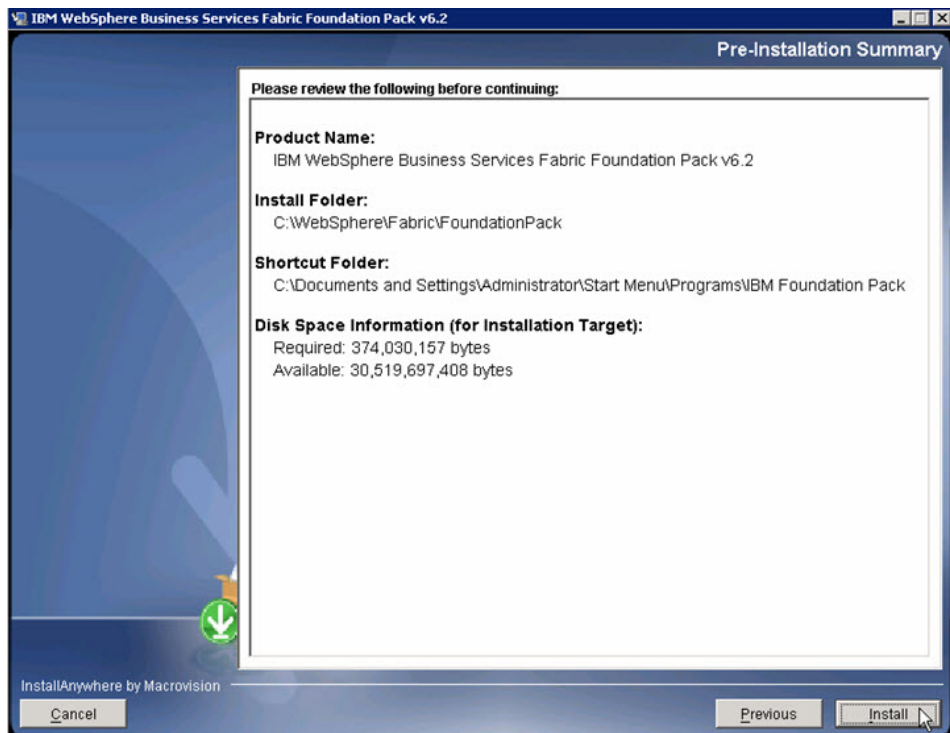 IBM WebSphere Business Services Fabric Foundation Pack v6.2
Pre-Installation Summary
Please review the following before continuing:
Product Name:
IBM WebSphere Business Services Fabric Foundation Pack v6.2
Install Folder:
C:\WebSphere\Fabric\FoundationPack
Shortcut Folder:
C:\Documents and Settings\Administrator\Start Menu\Programs\IBM Foundation Pack
Disk Space Information (for Installation Target):
Required: 374,030,157 bytes
Available: 30,519,697,408 bytes
InstallAnywhere by Macrovision
Cancel
Previous
Install